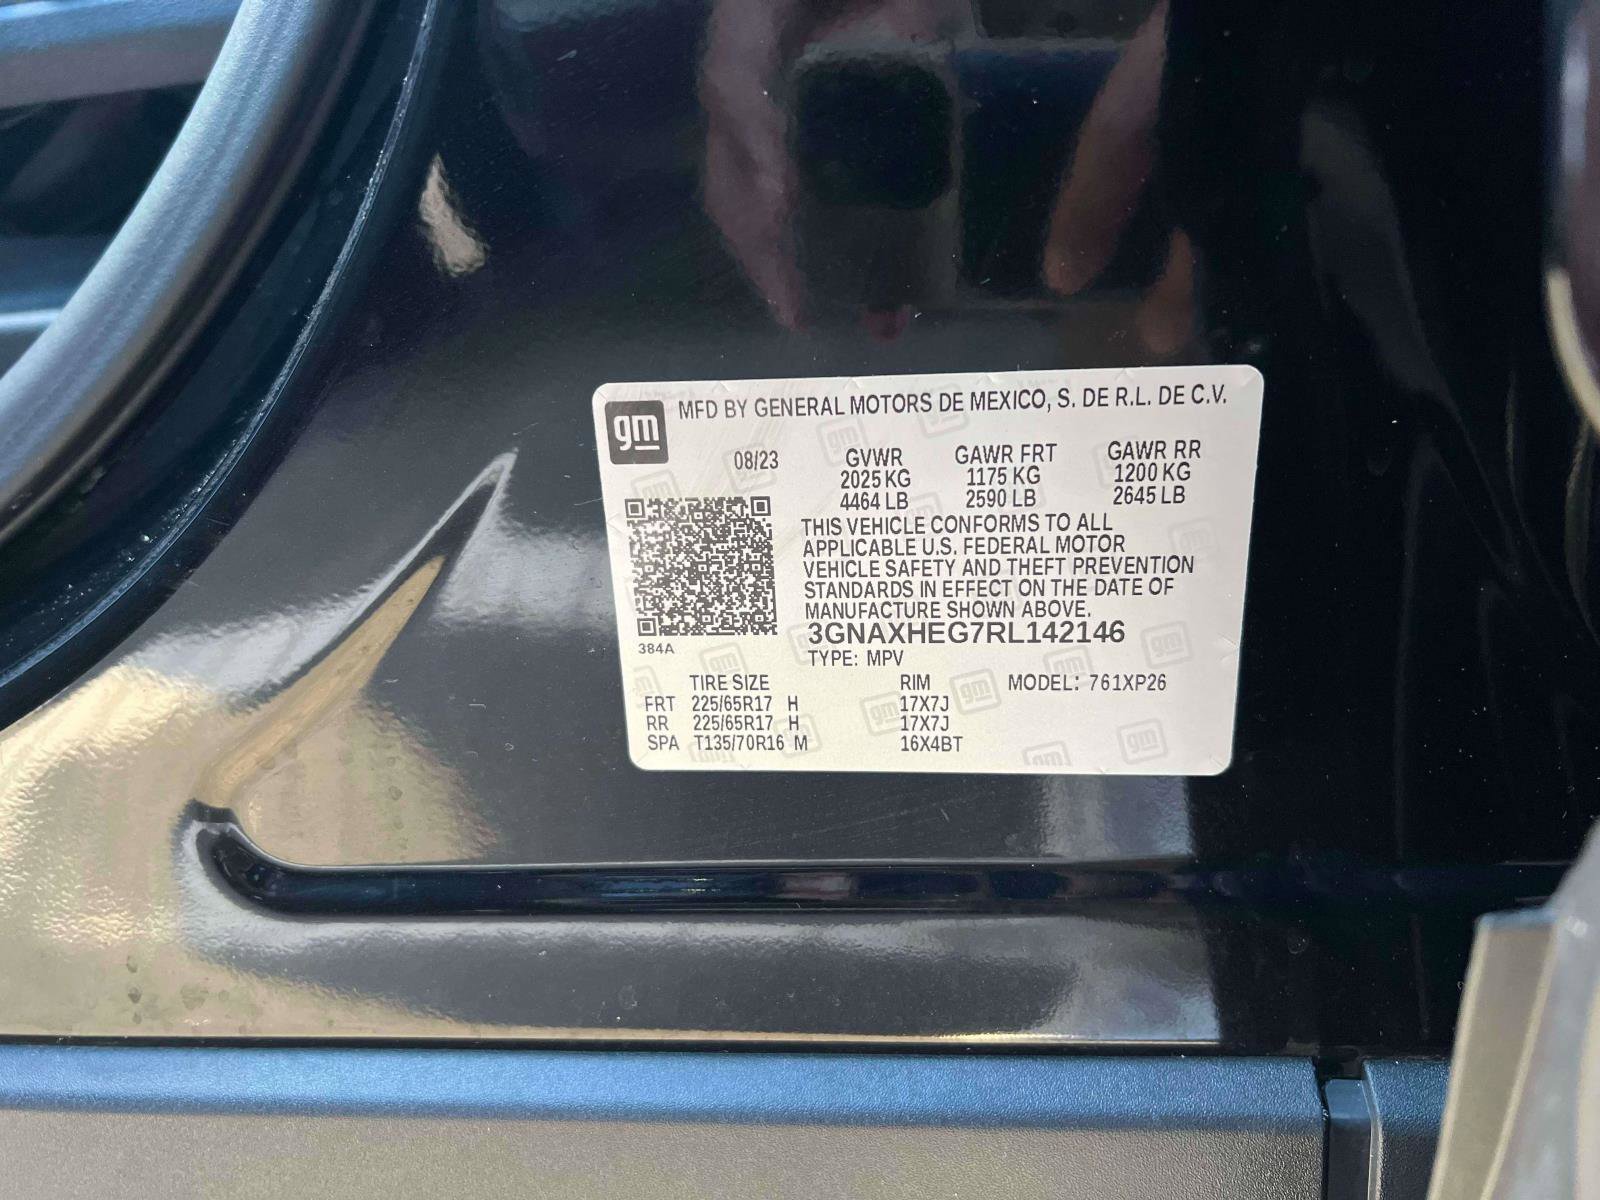 gm
MFD BY GENERAL MOTORS DE MEXICO, S. DE R.L. DE C.V.
08/23 GVWR GAWR FRT GAWR RR
2025 KG 1175 KG 1200 KG
4464 LB 2590 LB 2645 LB
THIS VEHICLE CONFORMS TO ALL
APPLICABLE U.S. FEDERAL MOTOR
VEHICLE SAFETY AND THEFT PREVENTION
STANDARDS IN EFFECT ON THE DATE OF
MANUFACTURE SHOWN ABOVE.
3GNAXHEG7RL142146
384A
TYPE: MPV
TIRE SIZE RIM MODEL: 761XP26
FRT 225/65R17 H 17X7J
RR 225/65R17 H 17X7J
SPA T135/70R16 M 16X4BT